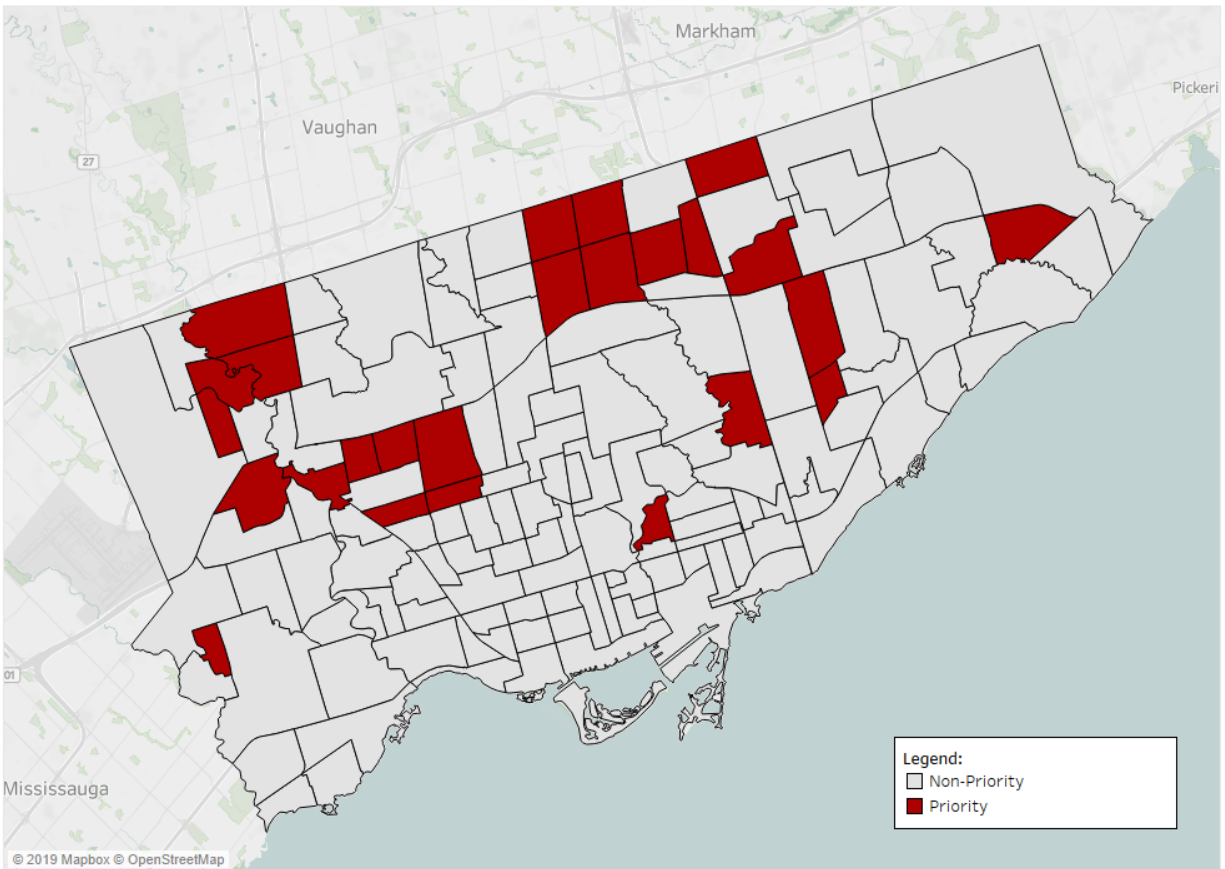 Markham
Pickeri
Vaughan
27
01
Mississauga
Legend:
Non-Priority
Priority
© 2019 Mapbox © OpenStreetMap